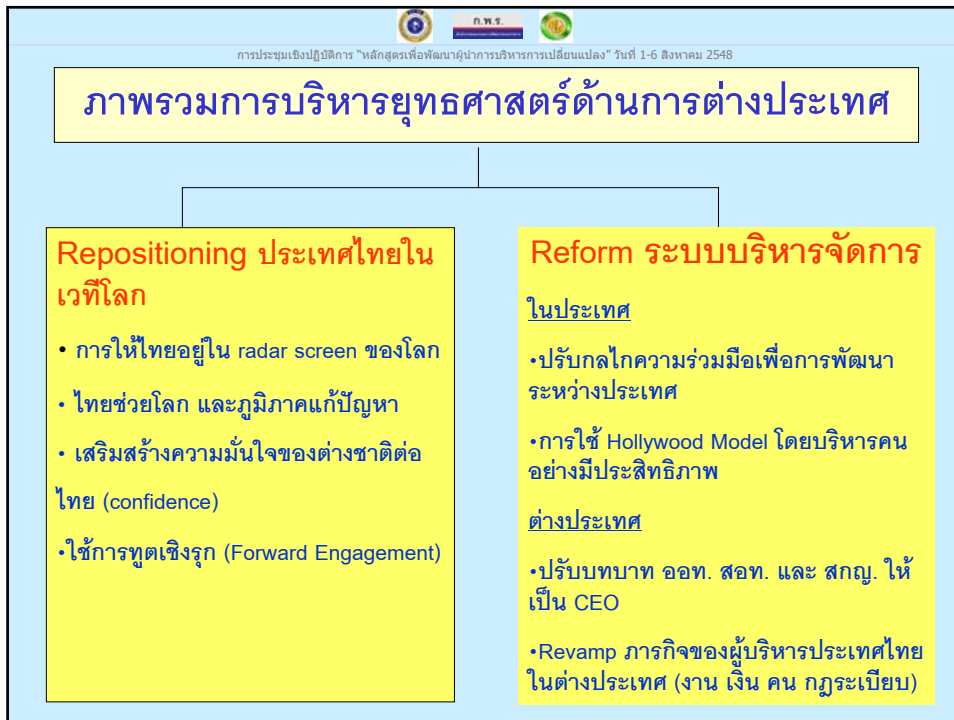 ก.พ.ร.
การประชุมเชิงปฏิบัติการ "หลักสูตรเพื่อพัฒนาผู้นำการบริหารการเปลี่ยนแปลง" วันที่ 1-6 สิงหาคม 2548
ภาพรวมการบริหารยุทธศาสตร์ด้านการต่างประเทศ
Repositioning ประเทศไทยใน
เวทีโลก
• การให้ไทยอยู่ใน radar screen ของโลก
• ไทยช่วยโลก และภูมิภาคแก้ปัญหา
• เสริมสร้างความมั่นใจของต่างชาติต่อ
ไทย (confidence)
•ใช้การทูตเชิงรุก (Forward Engagement)
Reform ระบบบริหารจัดการ
ในประเทศ
•ปรับกลไกความร่วมมือเพื่อการพัฒนา
ระหว่างประเทศ
•การใช้ Hollywood Model โดยบริหารคน
อย่างมีประสิทธิภาพ
ต่างประเทศ
•ปรับบทบาท ออท. สอท. และ สกญ. ให้
เป็น CEO
•Revamp ภารกิจของผู้บริหารประเทศไทย
ในต่างประเทศ (งาน เงิน คน กฎระเบียบ)